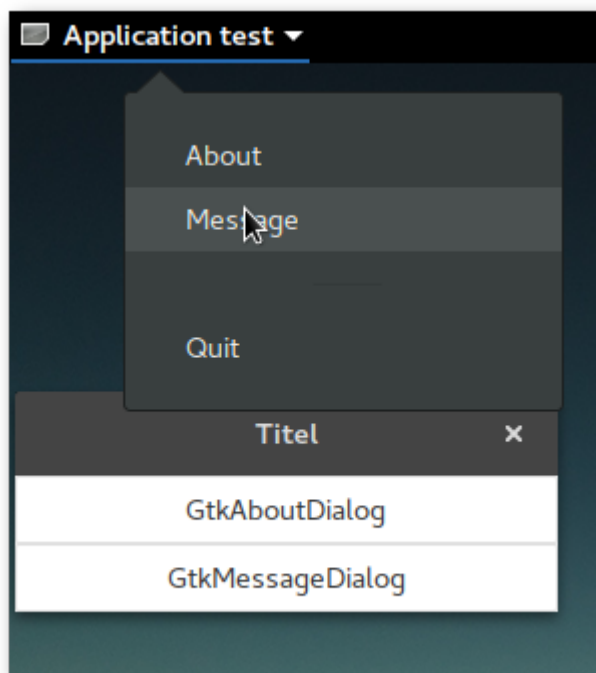 Application test
About
Message
Quit
Titel
GtkAboutDialog
GtkMessageDialog